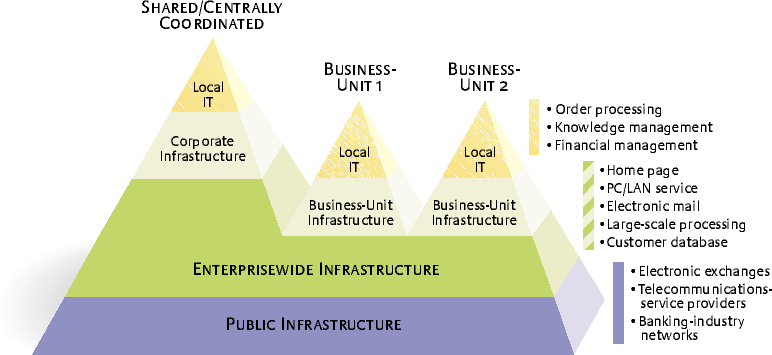 SHARED/CENTRALLY
COORDINATED
BUSINESS-
UNIT 1
BUSINESS-
UNIT 2
Local
IT
Corporate
Infrastructure
Local
IT
Business-Unit
Infrastructure
Local
IT
Business-Unit
Infrastructure
ENTERPRISEWIDE INFRASTRUCTURE
PUBLIC INFRASTRUCTURE
• Order processing
• Knowledge management
• Financial management
• Home page
• PC/LAN service
• Electronic mail
• Large-scale processing
• Customer database
• Electronic exchanges
• Telecommunications-
service providers
• Banking-industry
networks